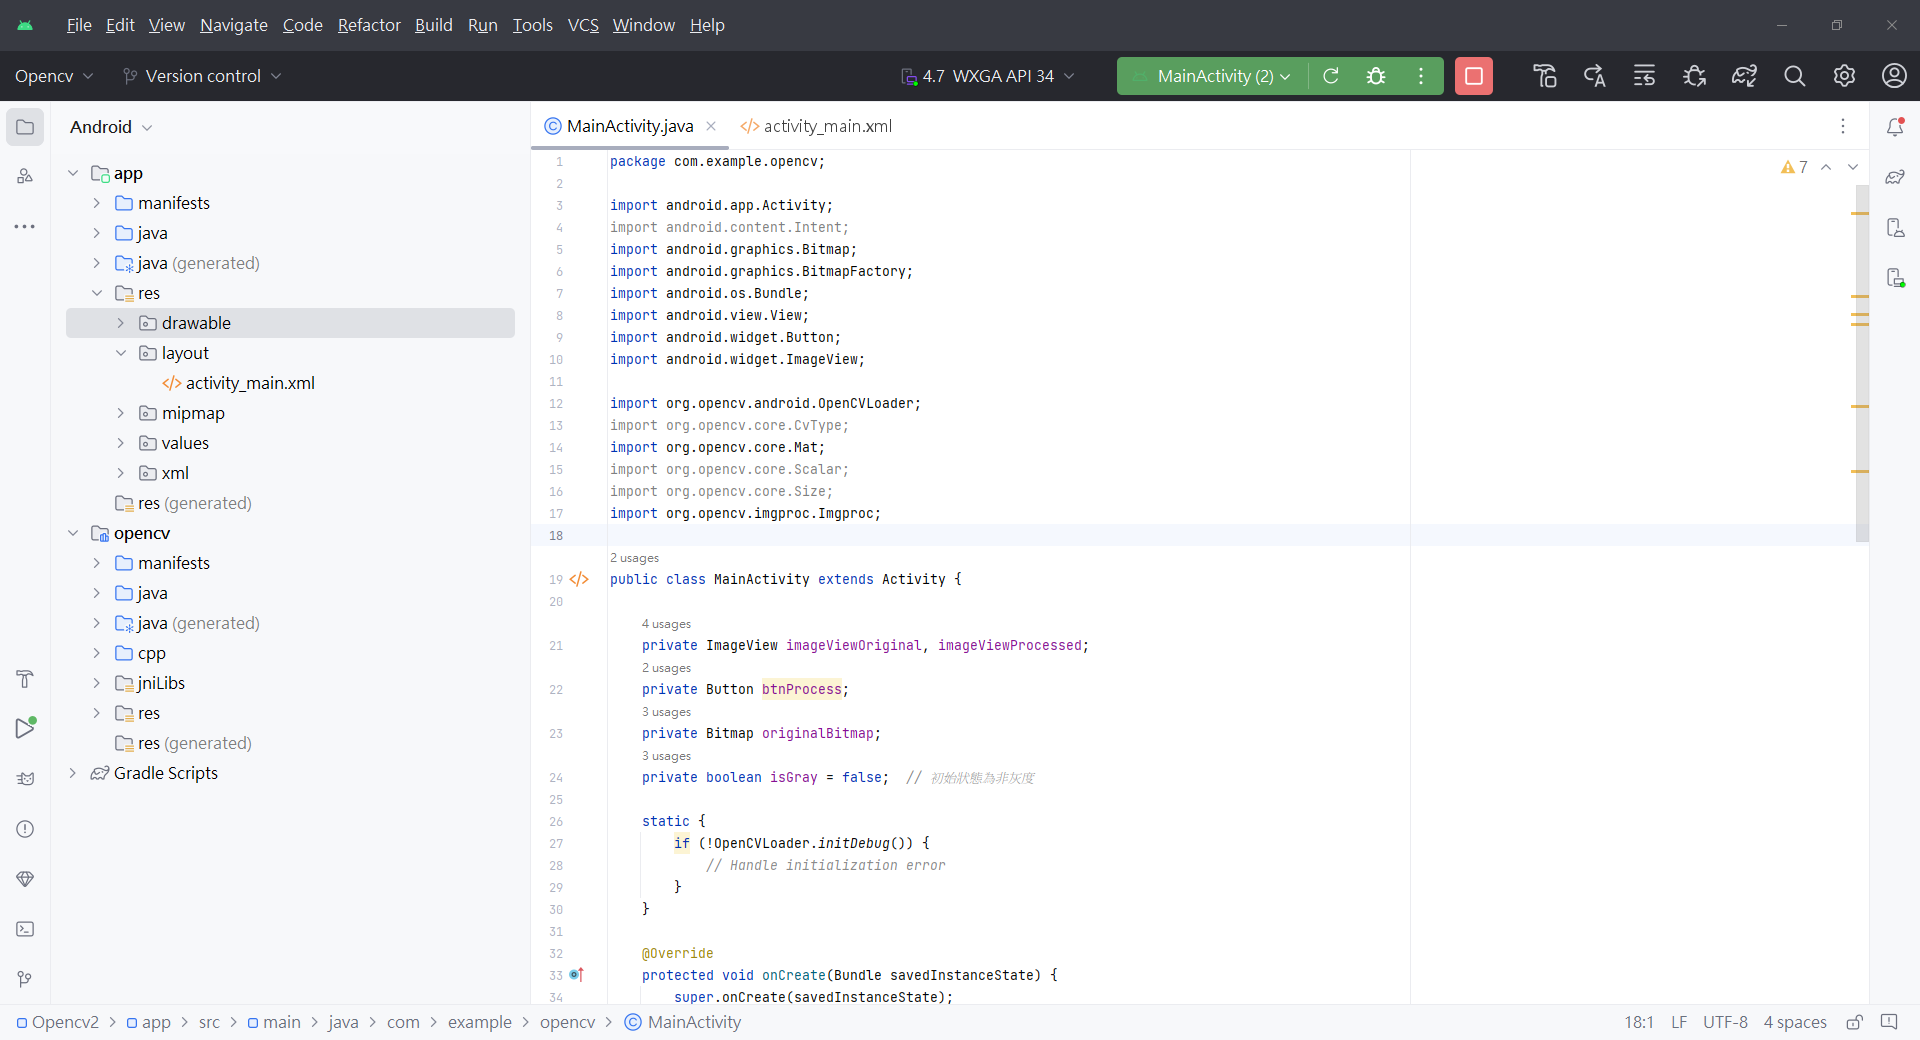 File Edit View Navigate Code Refactor Build Run Tools VCS Window Help
Opencv Version control 4.7 WXGA API 34 MainActivity (2)
Android
app
manifests
java
java (generated)
res
drawable
layout
activity_main.xml
mipmap
values
xml
res (generated)
opencv
manifests
java
java (generated)
cpp
jniLibs
res
res (generated)
Gradle Scripts
MainActivity.java activity_main.xml
7
1 package com.example.opencv;
2
3 import android.app.Activity;
4 import android.content.Intent;
5 import android.graphics.Bitmap;
6 import android.graphics.BitmapFactory;
7 import android.os.Bundle;
8 import android.view.View;
9 import android.widget.Button;
10 import android.widget.ImageView;
11
12 import org.opencv.android.OpenCVLoader;
13 import org.opencv.core.CvType;
14 import org.opencv.core.Mat;
15 import org.opencv.core.Scalar;
16 import org.opencv.core.Size;
17 import org.opencv.imgproc.Imgproc;
18
2 usages
19 public class MainActivity extends Activity {
20
4 usages
21 private ImageView imageViewOriginal, imageViewProcessed;
2 usages
22 private Button btnProcess;
3 usages
23 private Bitmap originalBitmap;
3 usages
24 private boolean isGray = false; // 初始狀態為非灰度
25
26 static {
27 if (!OpenCVLoader.initDebug()) {
28 // Handle initialization error
29 }
30 }
31
32 @Override
33 protected void onCreate(Bundle savedInstanceState) {
34 super.onCreate(savedInstanceState);
Opencv2 > app > src > main > java > com > example > opencv > MainActivity
18:1 LF UTF-8 4 spaces